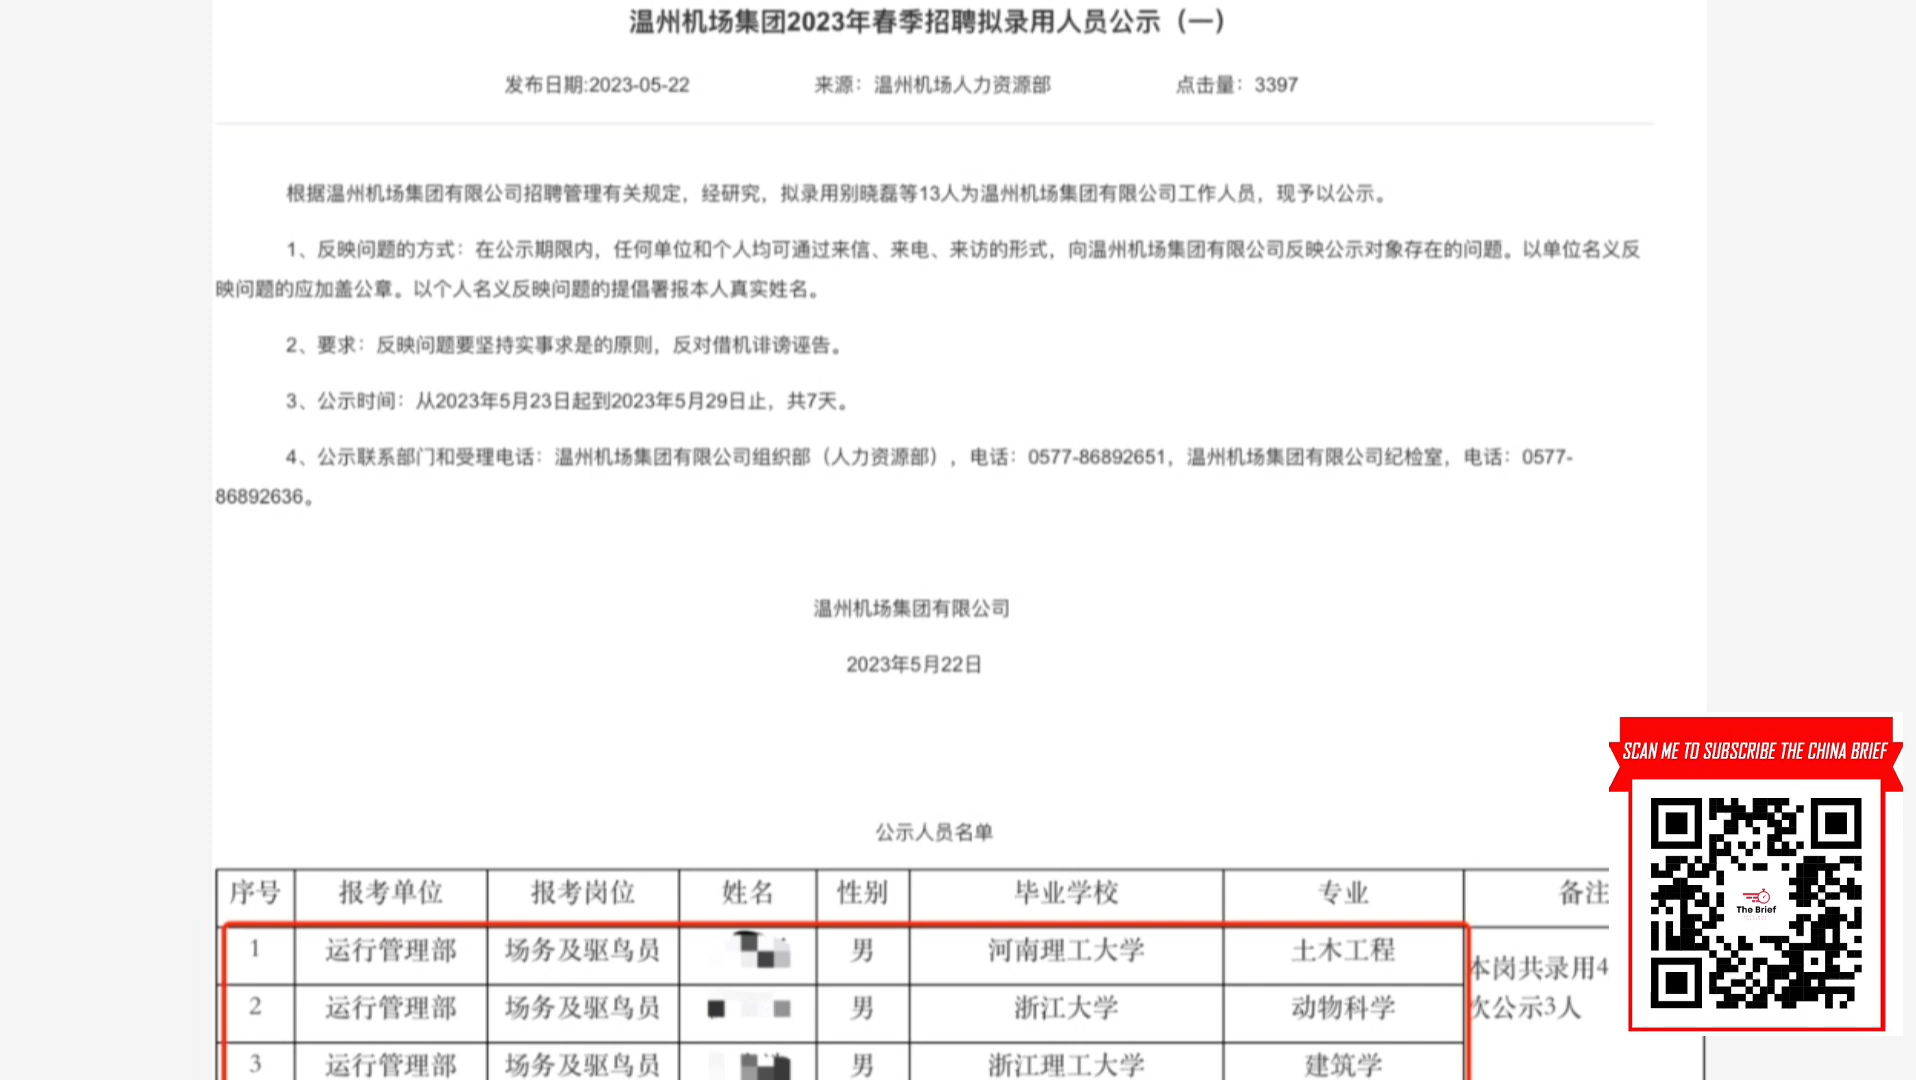 温州机场集团2023年春季招聘拟录用人员公示（一）
发布日期:2023-05-22 来源：温州机场人力资源部 点击量：3397
根据温州机场集团有限公司招聘管理有关规定，经研究，拟录用别晓磊等13人为温州机场集团有限公司工作人员，现予以公示。
1、反映问题的方式：在公示期限内，任何单位和个人均可通过来信、来电、来访的形式，向温州机场集团有限公司反映公示对象存在的问题。以单位名义反
映问题的应加盖公章。以个人名义反映问题的提倡署报本人真实姓名。
2、要求：反映问题要坚持实事求是的原则，反对借机诽谤诬告。
3、公示时间：从2023年5月23日起到2023年5月29日止，共7天。
4、公示联系部门和受理电话：温州机场集团有限公司组织部（人力资源部），电话：0577-86892651，温州机场集团有限公司纪检室，电话：0577-
86892636。
温州机场集团有限公司
2023年5月22日
公示人员名单
序号 报考单位 报考岗位 姓名 性别 毕业学校 专业 备注
1 运行管理部 场务及驱鸟员 男 河南理工大学 土木工程
本岗共录用4
2 运行管理部 场务及驱鸟员 男 浙江大学 动物科学
次公示3人
3 运行管理部 场务及驱鸟员 男 浙江理工大学 建筑学
SCAN ME TO SUBSCRIBE THE CHINA BRIEF
The Brief